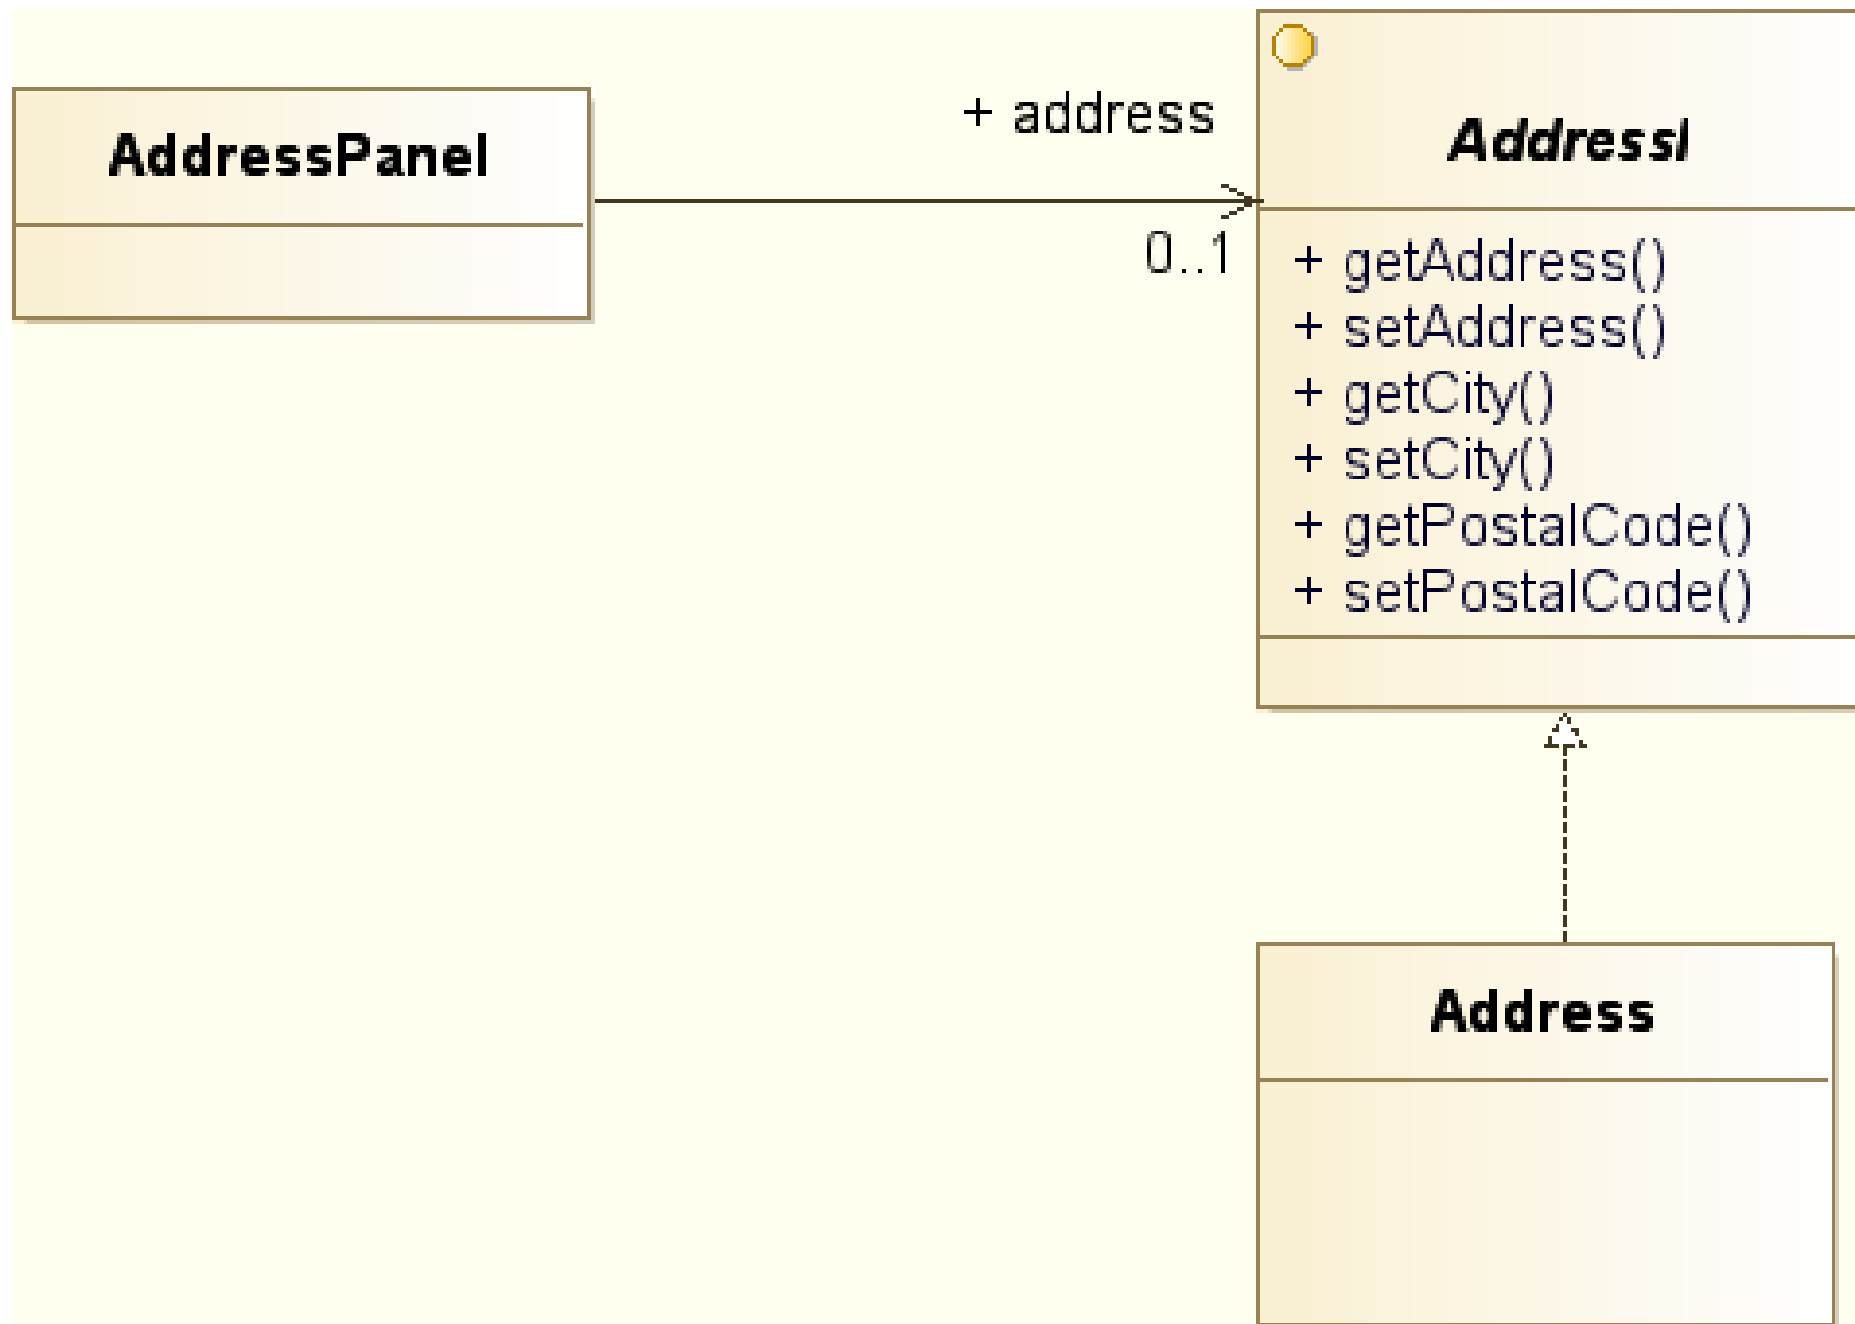 AddressPanel
+ address
0..1
AddressI
+ getAddress()
+ setAddress()
+ getCity()
+ setCity()
+ getPostalCode()
+ setPostalCode()
Address